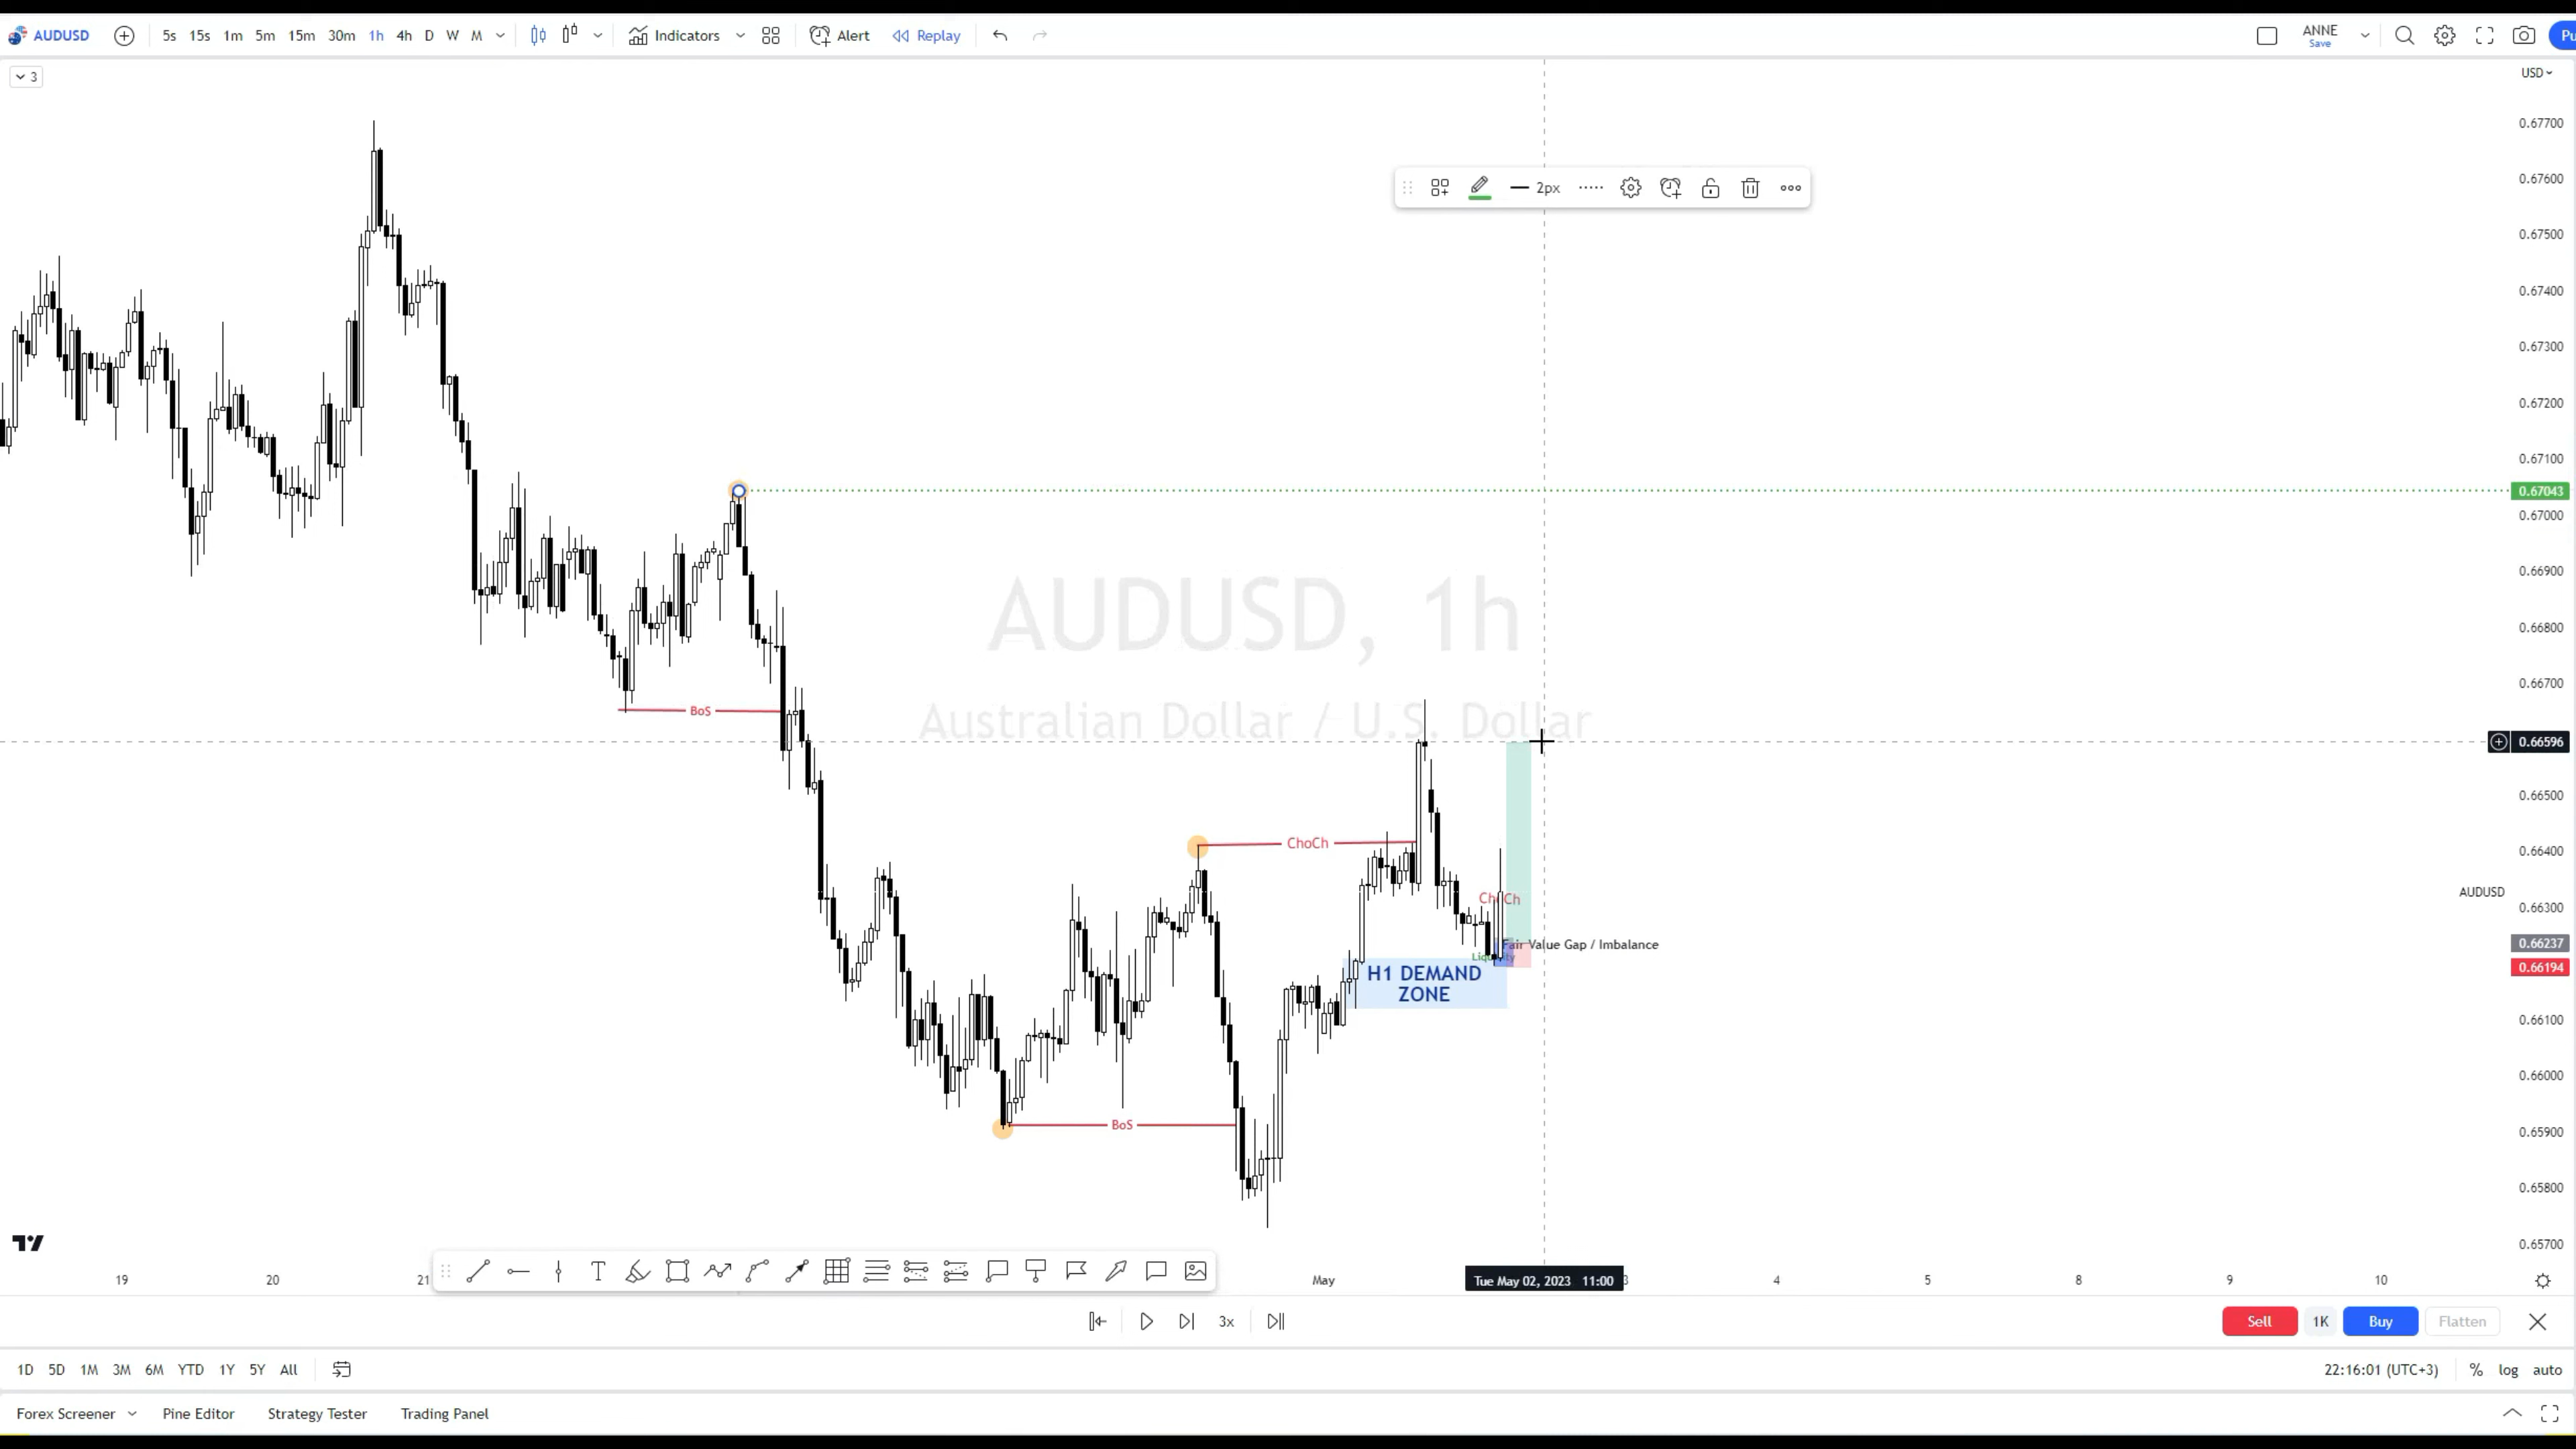 AUDUSD 5s 15s 1m 5m 15m 30m 1h 4h D W M Indicators Alert Replay ANNE Save Pu
3
USD
0.67700
0.67600
2px
0.67500
0.67400
0.67300
0.67200
0.67100
0.67043
0.67000
0.66900
AUDUSD, 1h
0.66800
0.66700
BoS
Australian Dollar / U.S. Dollar
0.66596
0.66500
ChoCh
0.66400
AUDUSD
ChoCh
0.66300
Fair Value Gap / Imbalance
0.66237
Liquidity
0.66194
H1 DEMAND
ZONE
0.66100
0.66000
BoS
0.65900
0.65800
0.65700
19 20 21 May Tue May 02, 2023 11:00 3 4 5 8 9 10
3x Sell 1K Buy Flatten
1D 5D 1M 3M 6M YTD 1Y 5Y All 22:16:01 (UTC+3) % log auto
Forex Screener Pine Editor Strategy Tester Trading Panel